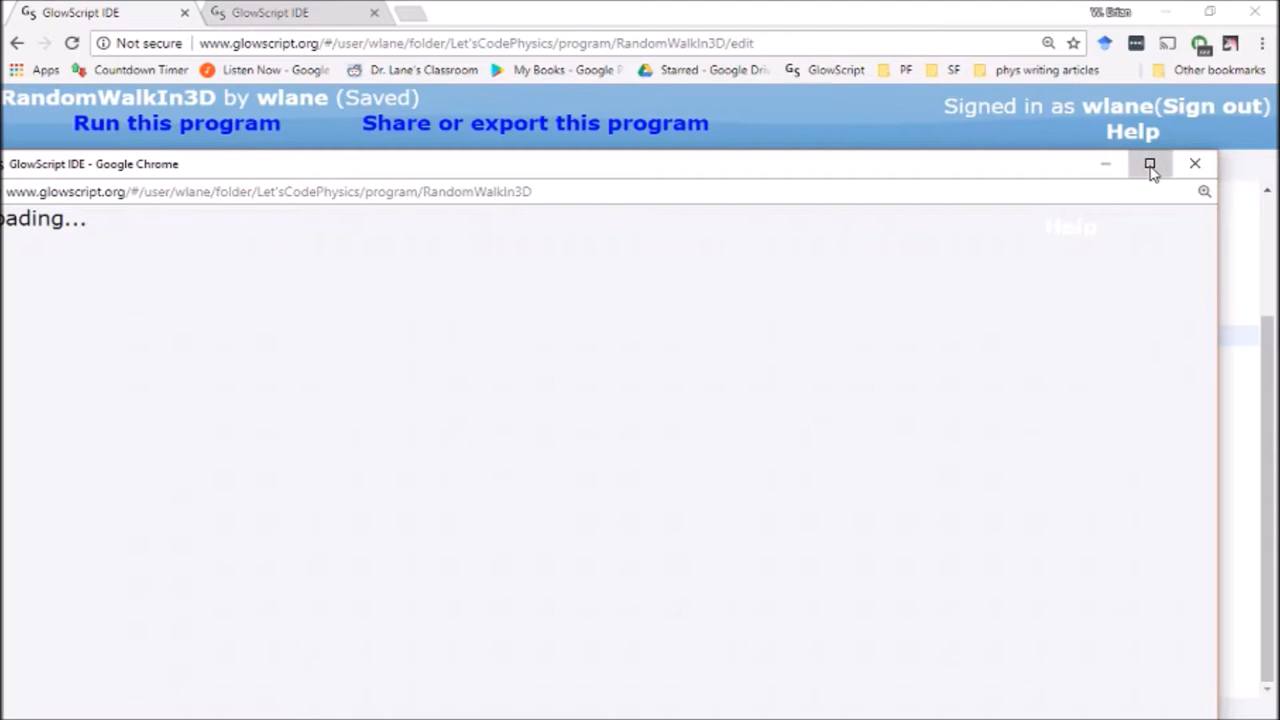 GlowScript IDE
GlowScript IDE
W. Brian
Not secure www.glowscript.org/#/user/wlane/folder/Let'sCodePhysics/program/RandomWalkIn3D/edit
Apps Countdown Timer Listen Now - Google Dr. Lane's Classroom My Books - Google P Starred - Google Driv GlowScript PF SF phys writing articles Other bookmarks
RandomWalkIn3D by wlane (Saved)
Signed in as wlane(Sign out)
Run this program Share or export this program
Help
GlowScript IDE - Google Chrome
www.glowscript.org/#/user/wlane/folder/Let'sCodePhysics/program/RandomWalkIn3D
oading...
Help